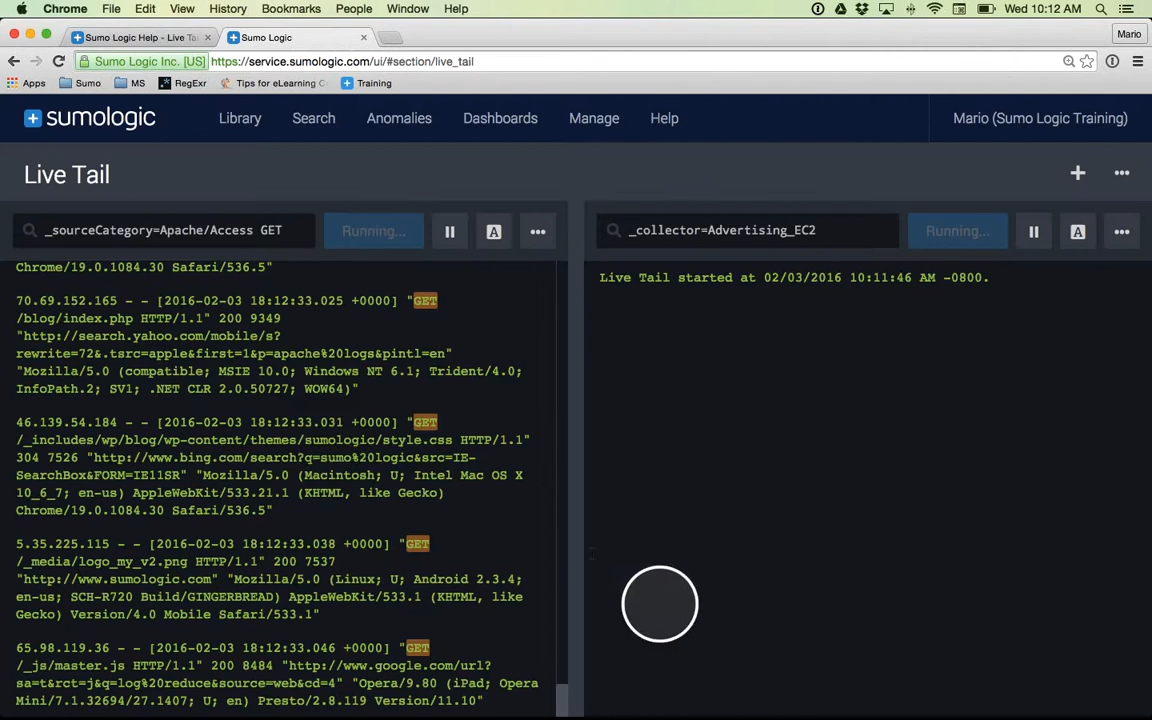 Chrome File Edit View History Bookmarks People Window Help Wed 10:12 AM
Sumo Logic Help - Live Ta Sumo Logic Mario
Sumo Logic Inc. [US] https://service.sumologic.com/ui/#section/live_tail
Apps Sumo MS RegExr Tips for eLearning C Training
sumologic Library Search Anomalies Dashboards Manage Help Mario (Sumo Logic Training)
Live Tail
_sourceCategory=Apache/Access GET Running... A
Chrome/19.0.1084.30 Safari/536.5"
70.69.152.165 - - [2016-02-03 18:12:33.025 +0000] "GET
/blog/index.php HTTP/1.1" 200 9349
"http://search.yahoo.com/mobile/s?
rewrite=72&.tsrc=apple&first=1&p=apache%20logs&pintl=en"
"Mozilla/5.0 (compatible; MSIE 10.0; Windows NT 6.1; Trident/4.0;
InfoPath.2; SV1; .NET CLR 2.0.50727; WOW64)"
46.139.54.184 - - [2016-02-03 18:12:33.031 +0000] "GET
/_includes/wp/blog/wp-content/themes/sumologic/style.css HTTP/1.1"
304 7526 "http://www.bing.com/search?q=sumo%20logic&src=IE-
SearchBox&FORM=IE11SR" "Mozilla/5.0 (Macintosh; U; Intel Mac OS X
10_6_7; en-us) AppleWebKit/533.21.1 (KHTML, like Gecko)
Chrome/19.0.1084.30 Safari/536.5"
5.35.225.115 - - [2016-02-03 18:12:33.038 +0000] "GET
/_media/logo_my_v2.png HTTP/1.1" 200 7537
"http://www.sumologic.com" "Mozilla/5.0 (Linux; U; Android 2.3.4;
en-us; SCH-R720 Build/GINGERBREAD) AppleWebKit/533.1 (KHTML, like
Gecko) Version/4.0 Mobile Safari/533.1"
65.98.119.36 - - [2016-02-03 18:12:33.046 +0000] "GET
/_js/master.js HTTP/1.1" 200 8484 "http://www.google.com/url?
sa=t&rct=j&q=log%20reduce&source=web&cd=4" "Opera/9.80 (iPad; Opera
Mini/7.1.32694/27.1407; U; en) Presto/2.8.119 Version/11.10"
_collector=Advertising_EC2 Running... A
Live Tail started at 02/03/2016 10:11:46 AM -0800.